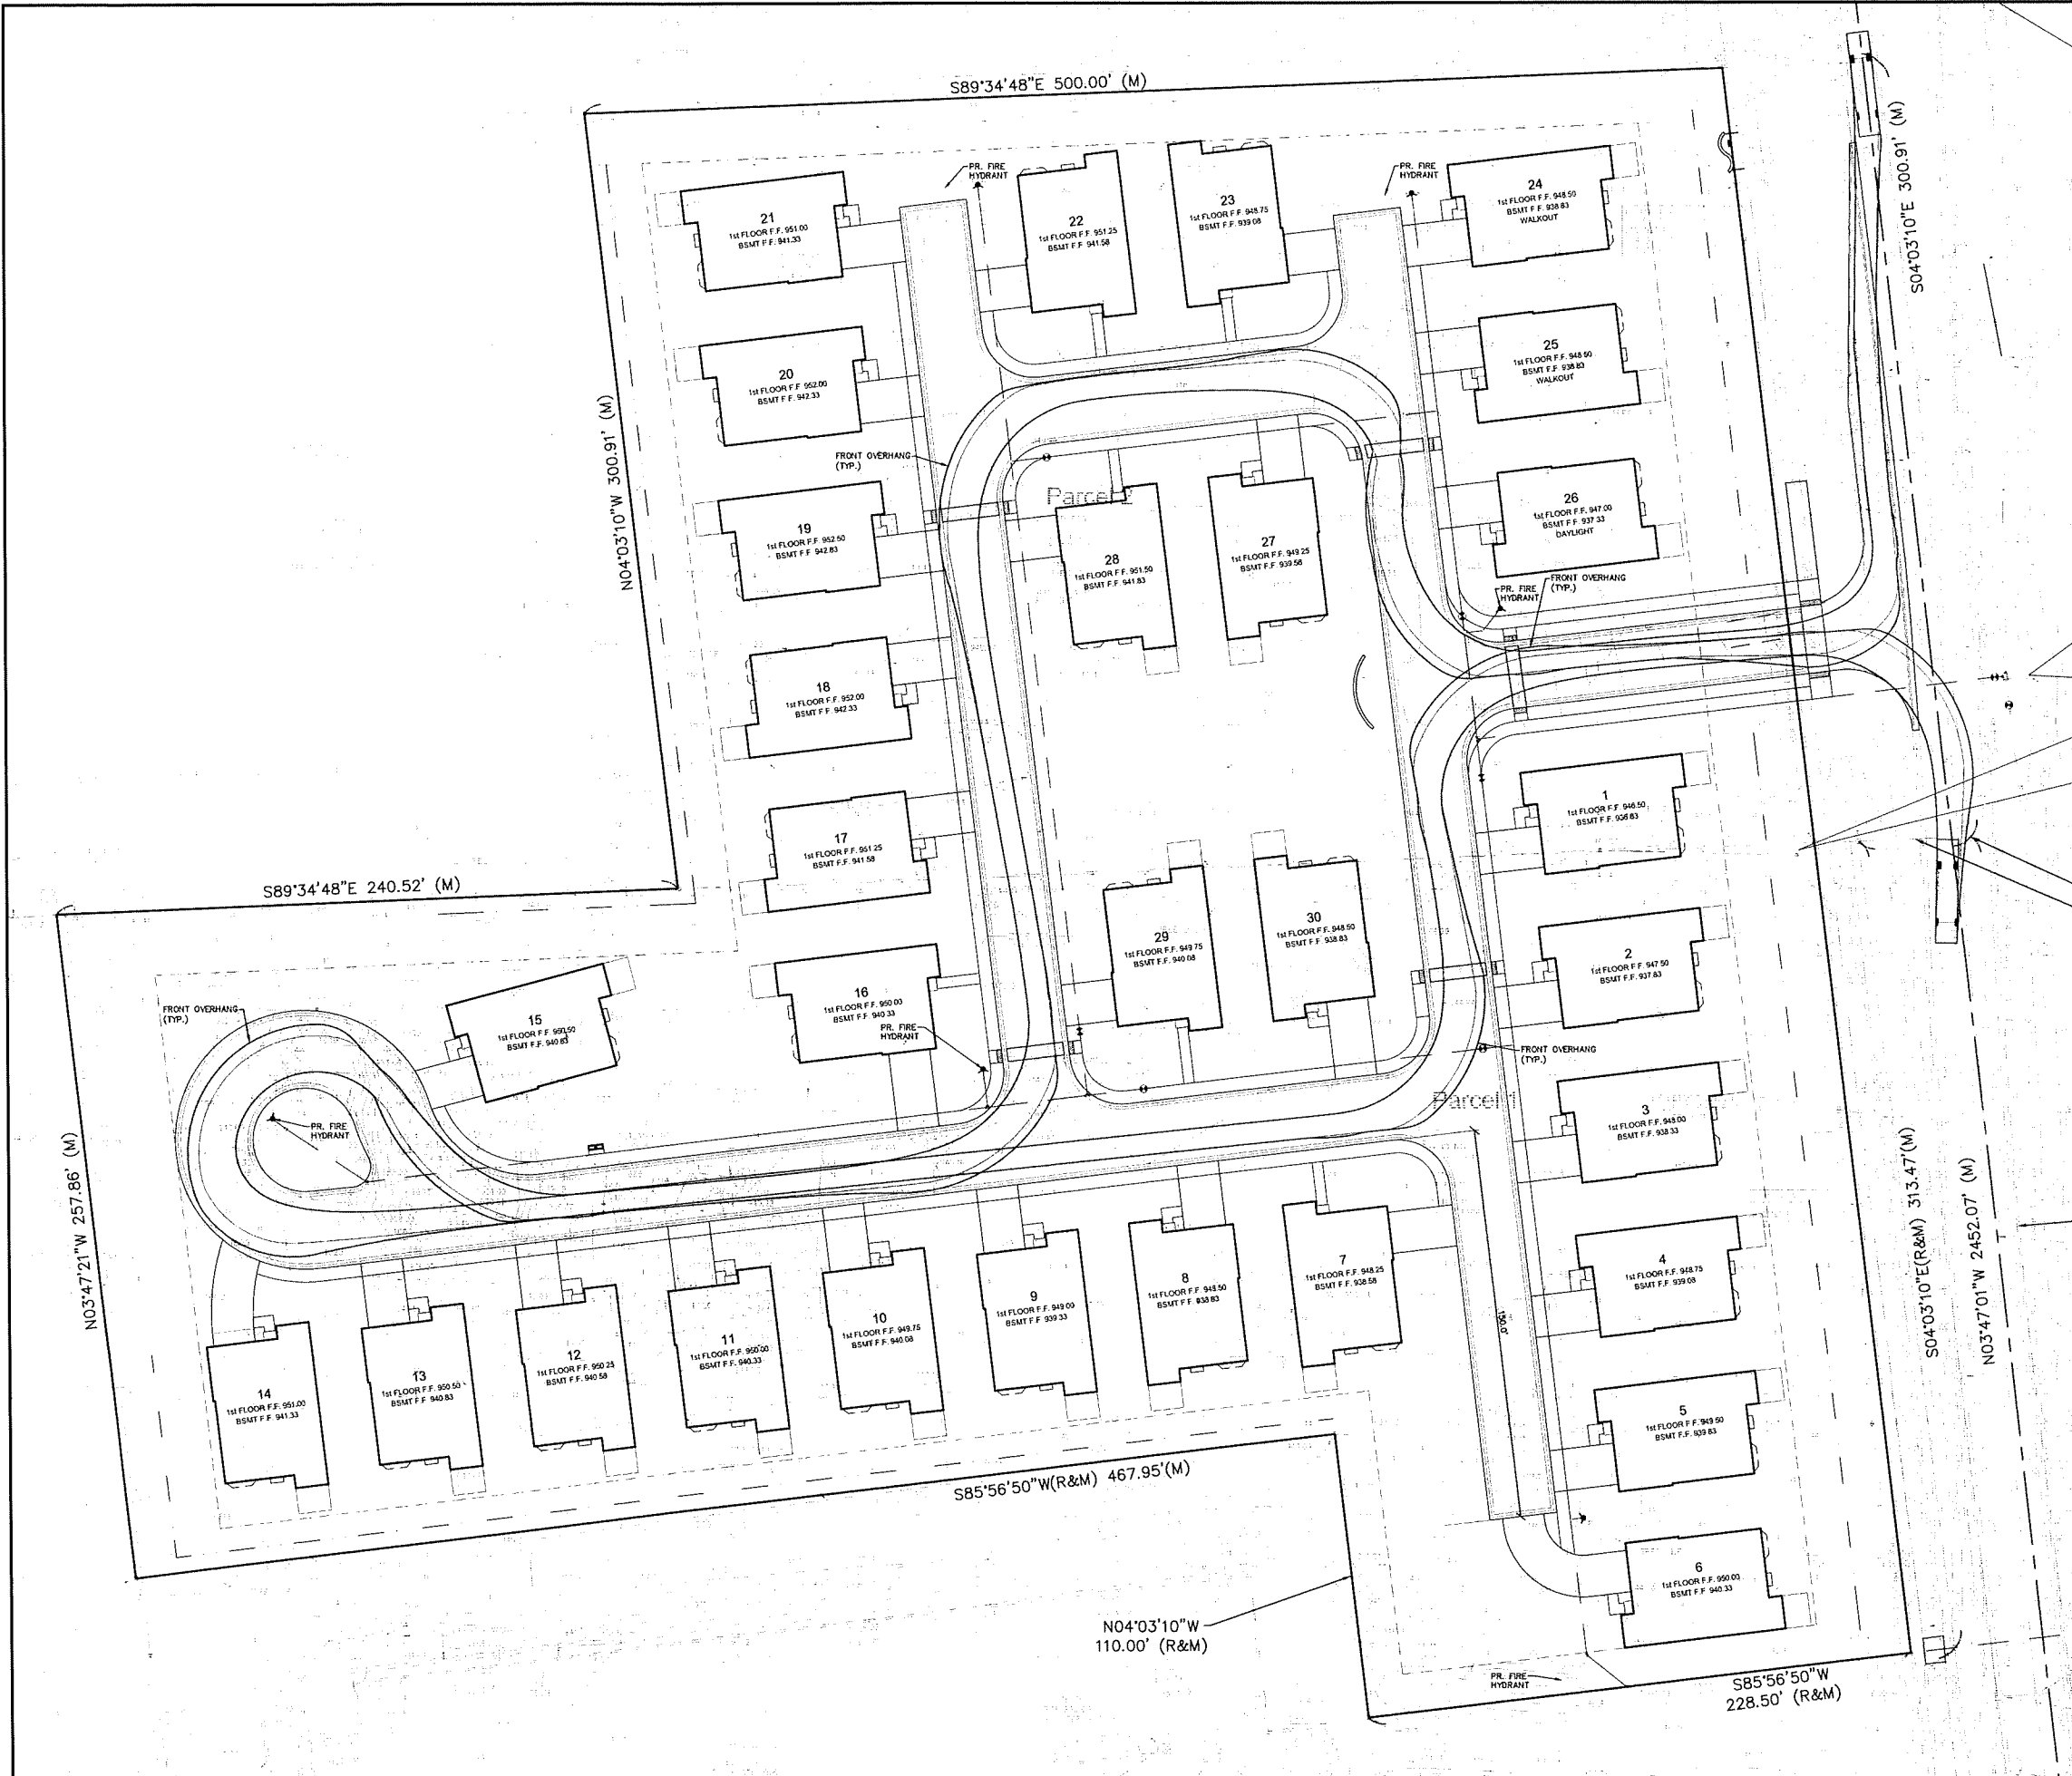 S89°34'48"E 500.00' (M)
S04°03'10"E 300.91' (M)
PR. FIRE
HYDRANT
PR. FIRE
HYDRANT
21
1st FLOOR F.F. 951.00
BSMT F.F. 941.33
22
1st FLOOR F.F. 951.25
BSMT F.F. 941.58
23
1st FLOOR F.F. 948.75
BSMT F.F. 939.08
24
1st FLOOR F.F. 948.50
BSMT F.F. 938.83
WALKOUT
20
1st FLOOR F.F. 952.00
BSMT F.F. 942.33
25
1st FLOOR F.F. 948.50
BSMT F.F. 938.83
WALKOUT
N04°03'10"W 300.91' (M)
FRONT OVERHANG
(TYP.)
Parcel 2
19
1st FLOOR F.F. 952.50
BSMT F.F. 942.83
28
1st FLOOR F.F. 951.50
BSMT F.F. 941.83
27
1st FLOOR F.F. 949.25
BSMT F.F. 939.58
26
1st FLOOR F.F. 947.00
BSMT F.F. 937.33
DAYLIGHT
PR. FIRE
HYDRANT
FRONT OVERHANG
(TYP.)
18
1st FLOOR F.F. 952.00
BSMT F.F. 942.33
17
1st FLOOR F.F. 951.25
BSMT F.F. 941.58
1
1st FLOOR F.F. 946.50
BSMT F.F. 936.83
S89°34'48"E 240.52' (M)
29
1st FLOOR F.F. 949.75
BSMT F.F. 940.08
30
1st FLOOR F.F. 948.50
BSMT F.F. 938.83
2
1st FLOOR F.F. 947.50
BSMT F.F. 937.83
16
1st FLOOR F.F. 950.00
BSMT F.F. 940.33
PR. FIRE
HYDRANT
15
1st FLOOR F.F. 950.50
BSMT F.F. 940.83
FRONT OVERHANG
(TYP.)
FRONT OVERHANG
(TYP.)
Parcel 1
PR. FIRE
HYDRANT
3
1st FLOOR F.F. 948.00
BSMT F.F. 938.33
N03°47'21"W 257.86' (M)
S04°03'10"E(R&M) 313.47'(M)
N03°47'01"W 2452.07' (M)
4
1st FLOOR F.F. 948.75
BSMT F.F. 939.08
7
1st FLOOR F.F. 948.25
BSMT F.F. 938.58
8
1st FLOOR F.F. 948.50
BSMT F.F. 938.83
9
1st FLOOR F.F. 949.00
BSMT F.F. 939.33
10
1st FLOOR F.F. 949.75
BSMT F.F. 940.08
11
1st FLOOR F.F. 950.00
BSMT F.F. 940.33
12
1st FLOOR F.F. 950.25
BSMT F.F. 940.58
13
1st FLOOR F.F. 950.50
BSMT F.F. 940.83
14
1st FLOOR F.F. 951.00
BSMT F.F. 941.33
150.0'
5
1st FLOOR F.F. 949.50
BSMT F.F. 939.83
S85°56'50"W(R&M) 467.95'(M)
6
1st FLOOR F.F. 950.00
BSMT F.F. 940.33
N04°03'10"W
110.00' (R&M)
PR. FIRE
HYDRANT
S85°56'50"W
228.50' (R&M)